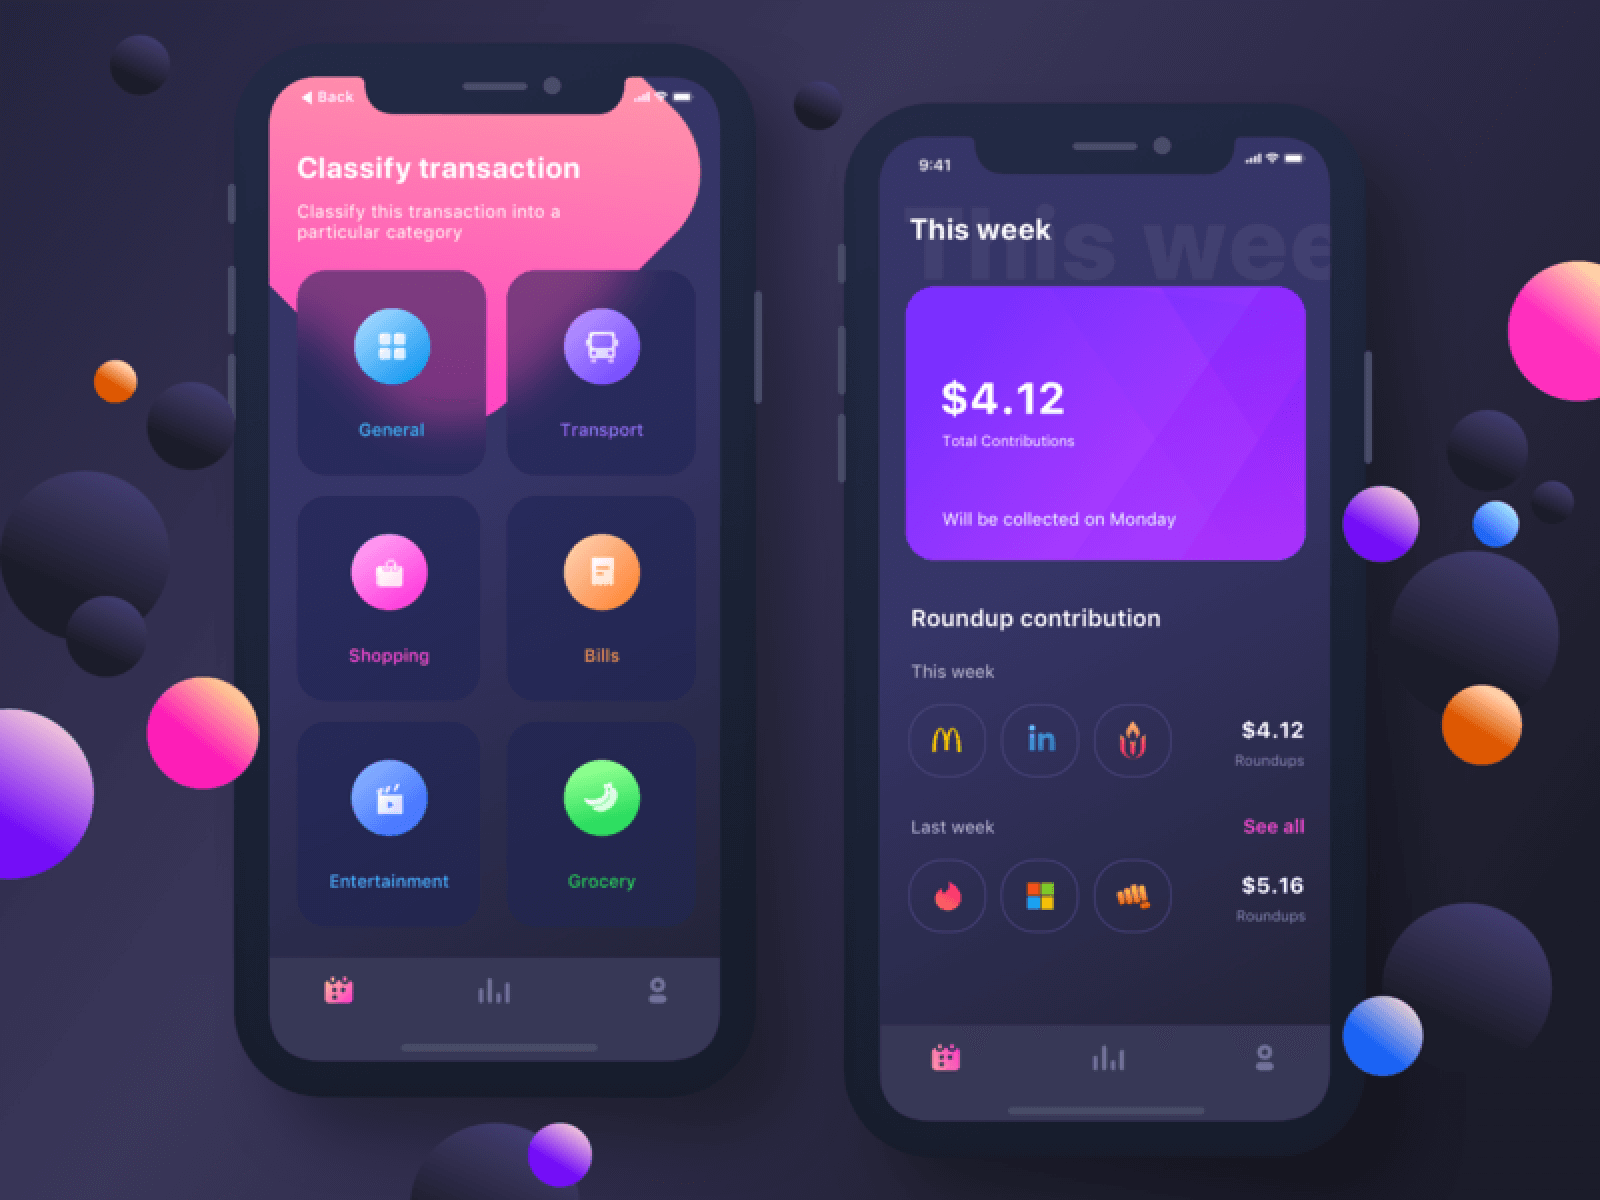 Back
Classify transaction
Classify this transaction into a
particular category
General
Transport
Shopping
Bills
Entertainment
Grocery
9:41
This wee
This week
$4.12
Total Contributions
Will be collected on Monday
Roundup contribution
This week
in
$4.12
Roundups
Last week
See all
$5.16
Roundups